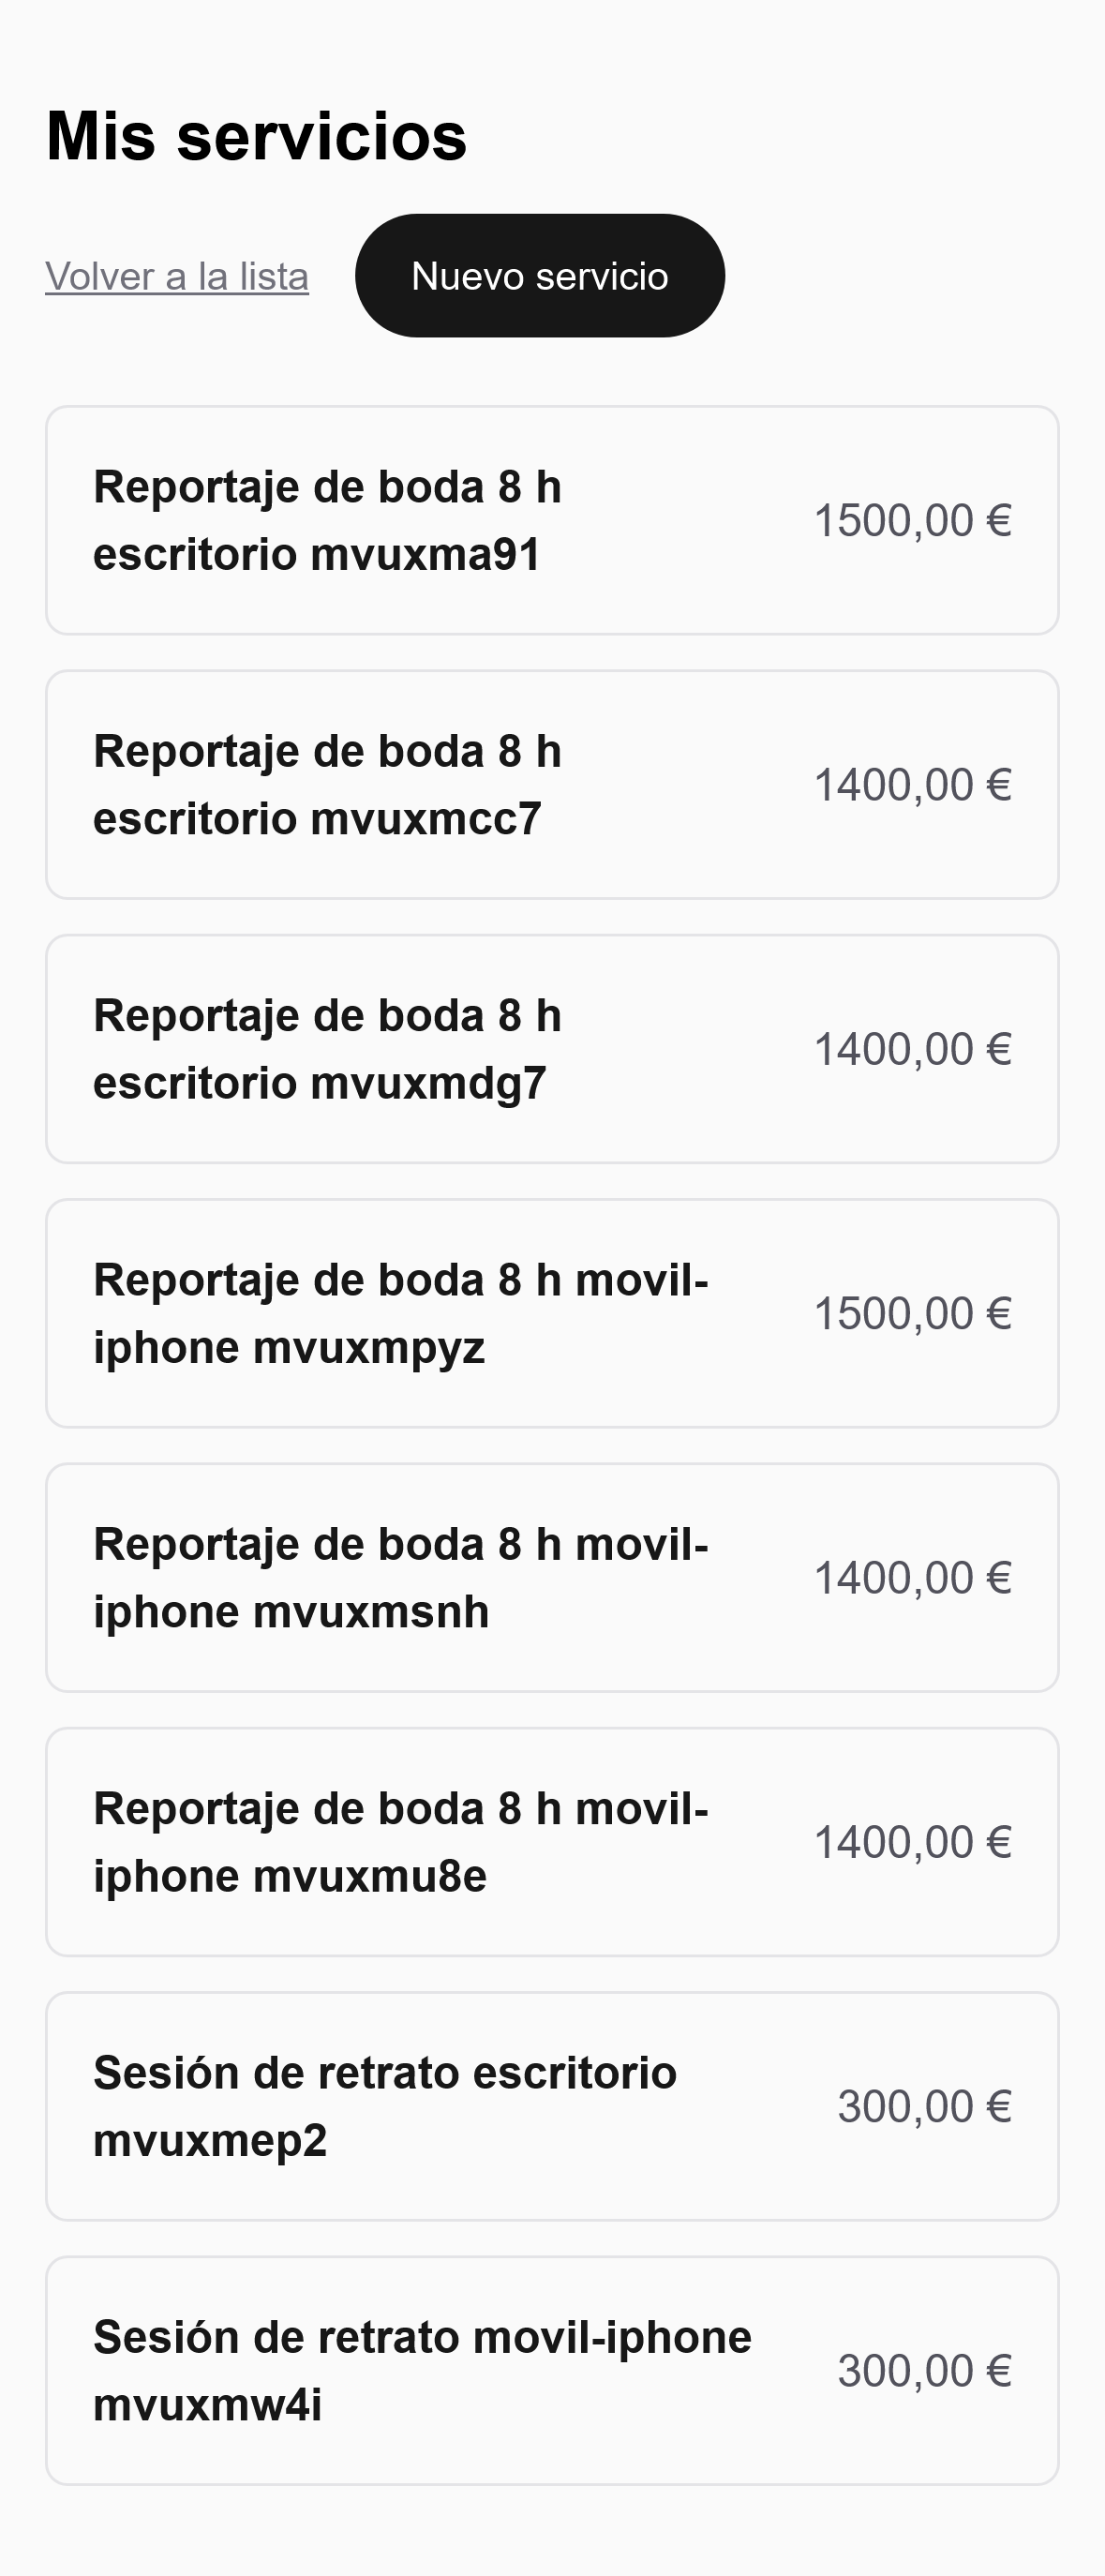 Mis servicios
Volver a la lista
Nuevo servicio
Reportaje de boda 8 h
escritorio mvuxma91
1500,00 €
Reportaje de boda 8 h
escritorio mvuxmcc7
1400,00 €
Reportaje de boda 8 h
escritorio mvuxmdg7
1400,00 €
Reportaje de boda 8 h movil-
iphone mvuxmpyz
1500,00 €
Reportaje de boda 8 h movil-
iphone mvuxmsnh
1400,00 €
Reportaje de boda 8 h movil-
iphone mvuxmu8e
1400,00 €
Sesión de retrato escritorio
mvuxmep2
300,00 €
Sesión de retrato movil-iphone
mvuxmw4i
300,00 €